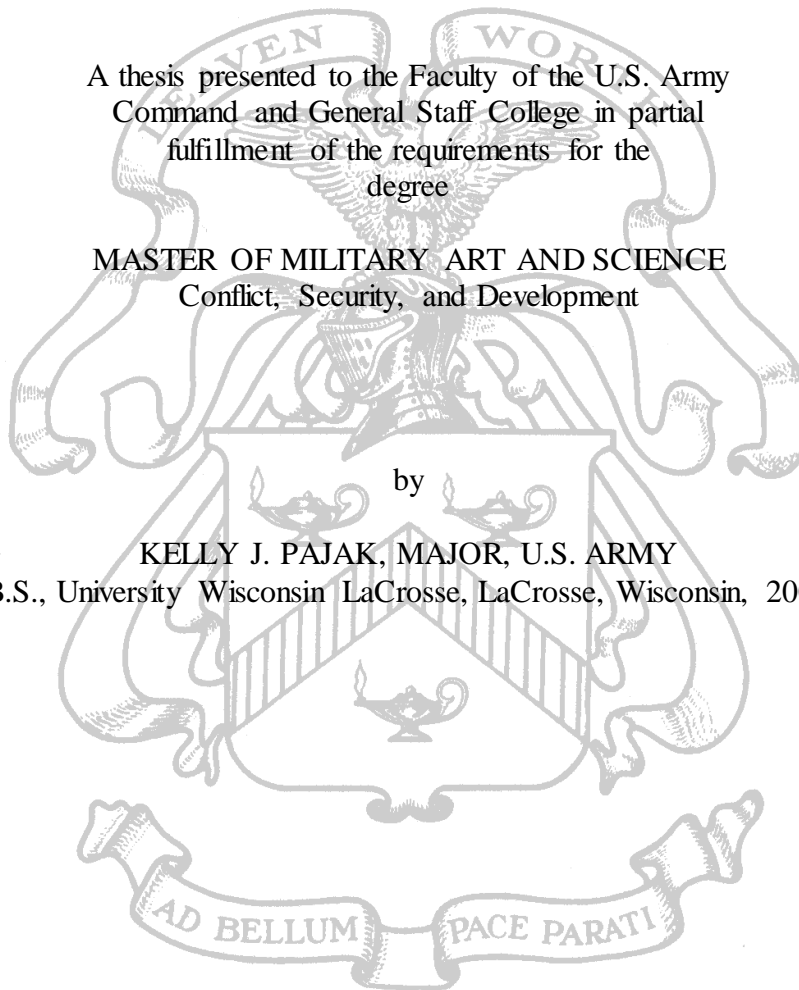 LEAVEN WOR
A thesis presented to the Faculty of the U.S. Army
Command and General Staff College in partial
fulfillment of the requirements for the
degree
MASTER OF MILITARY ART AND SCIENCE
Conflict, Security, and Development
by
KELLY J. PAJAK, MAJOR, U.S. ARMY
B.S., University Wisconsin LaCrosse, LaCrosse, Wisconsin,
AD BELLUM PACE PARATI